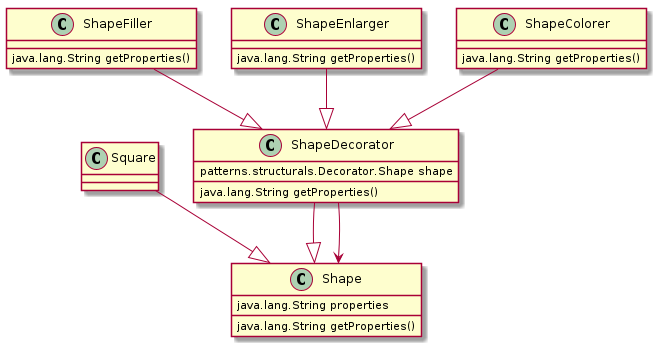 C ShapeFiller
java.lang.String getProperties()
C ShapeEnlarger
java.lang.String getProperties()
C ShapeColorer
java.lang.String getProperties()
C Square
C ShapeDecorator
patterns.structurals.Decorator.Shape shape
java.lang.String getProperties()
C Shape
java.lang.String properties
java.lang.String getProperties()